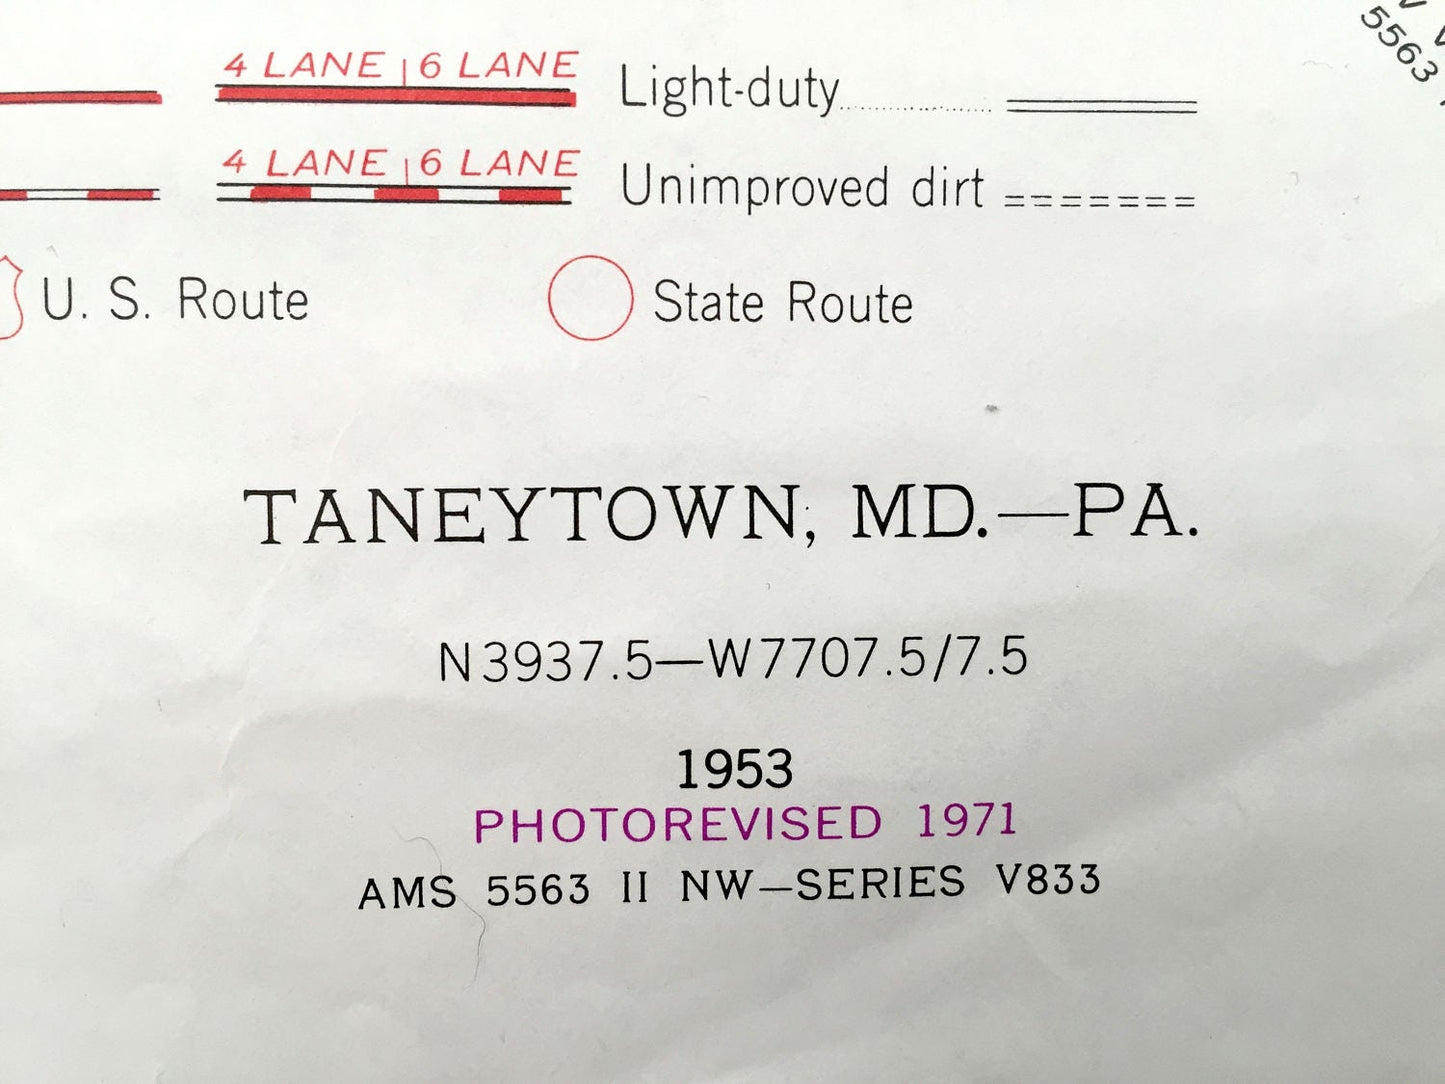 4 LANE | 6 LANE
Light-duty
4 LANE | 6 LANE
Unimproved dirt
U. S. Route
State Route
5563
TANEYTOWN, MD.—PA.
N3937.5—W7707.5/7.5
1953
PHOTOREVISED 1971
AMS 5563 II NW—SERIES V833